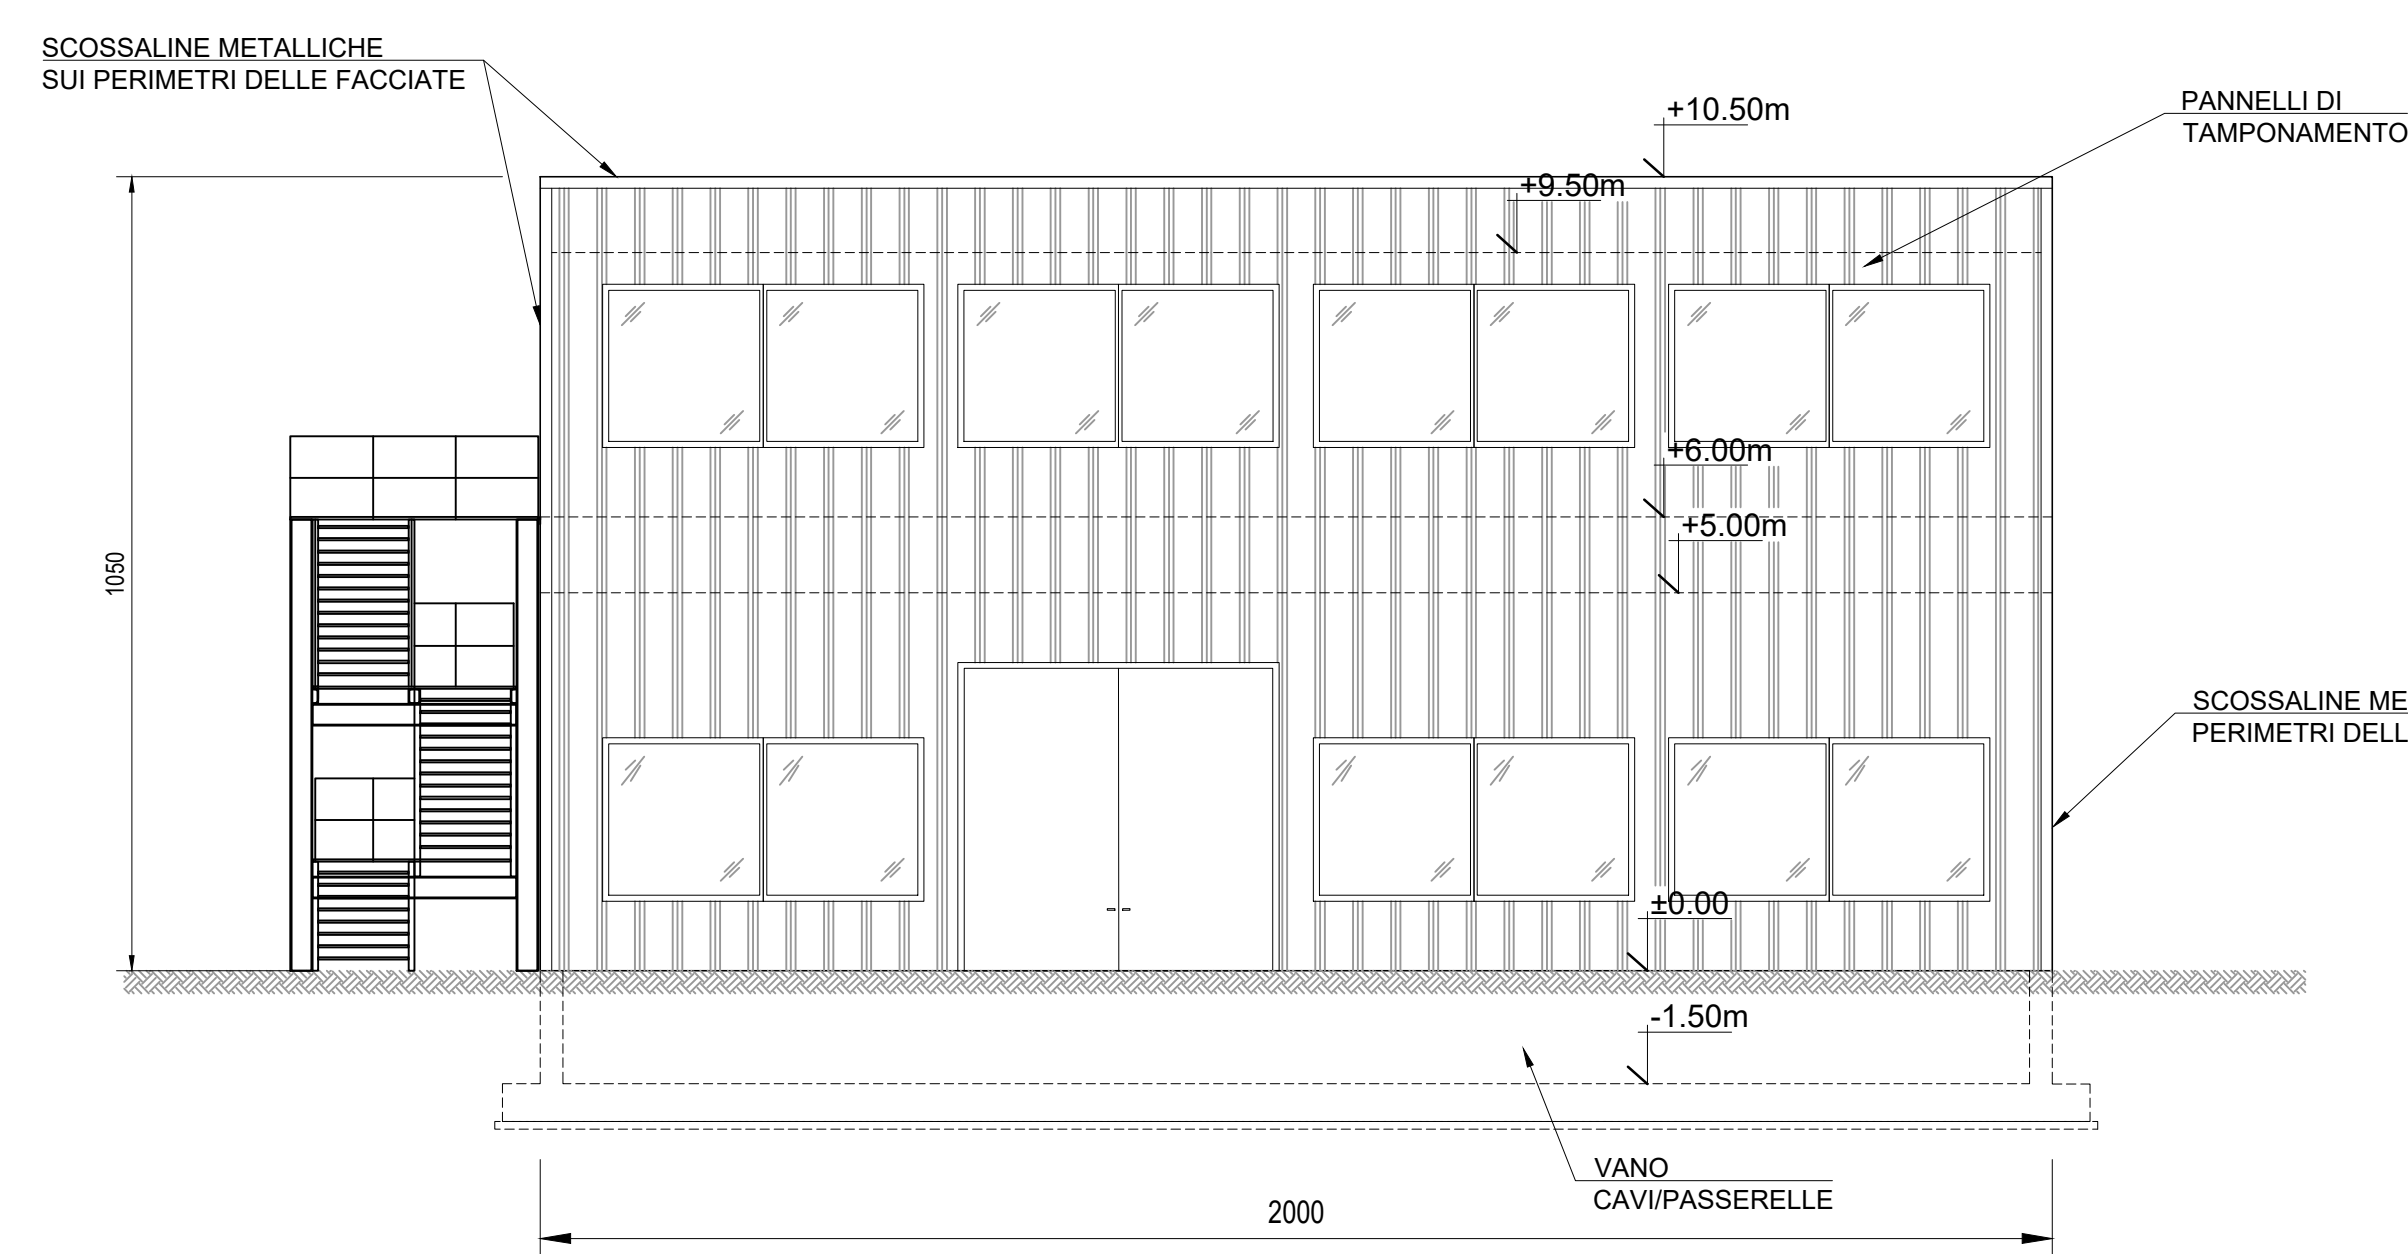 SCOSSALINE METALLICHE
SUI PERIMETRI DELLE FACCIATE
+10.50m
PANNELLI DI
TAMPONAMENTO
+9.50m
+6.00m
+5.00m
1050
SCOSSALINE ME
PERIMETRI DELL
±0.00
-1.50m
VANO
CAVI/PASSERELLE
2000